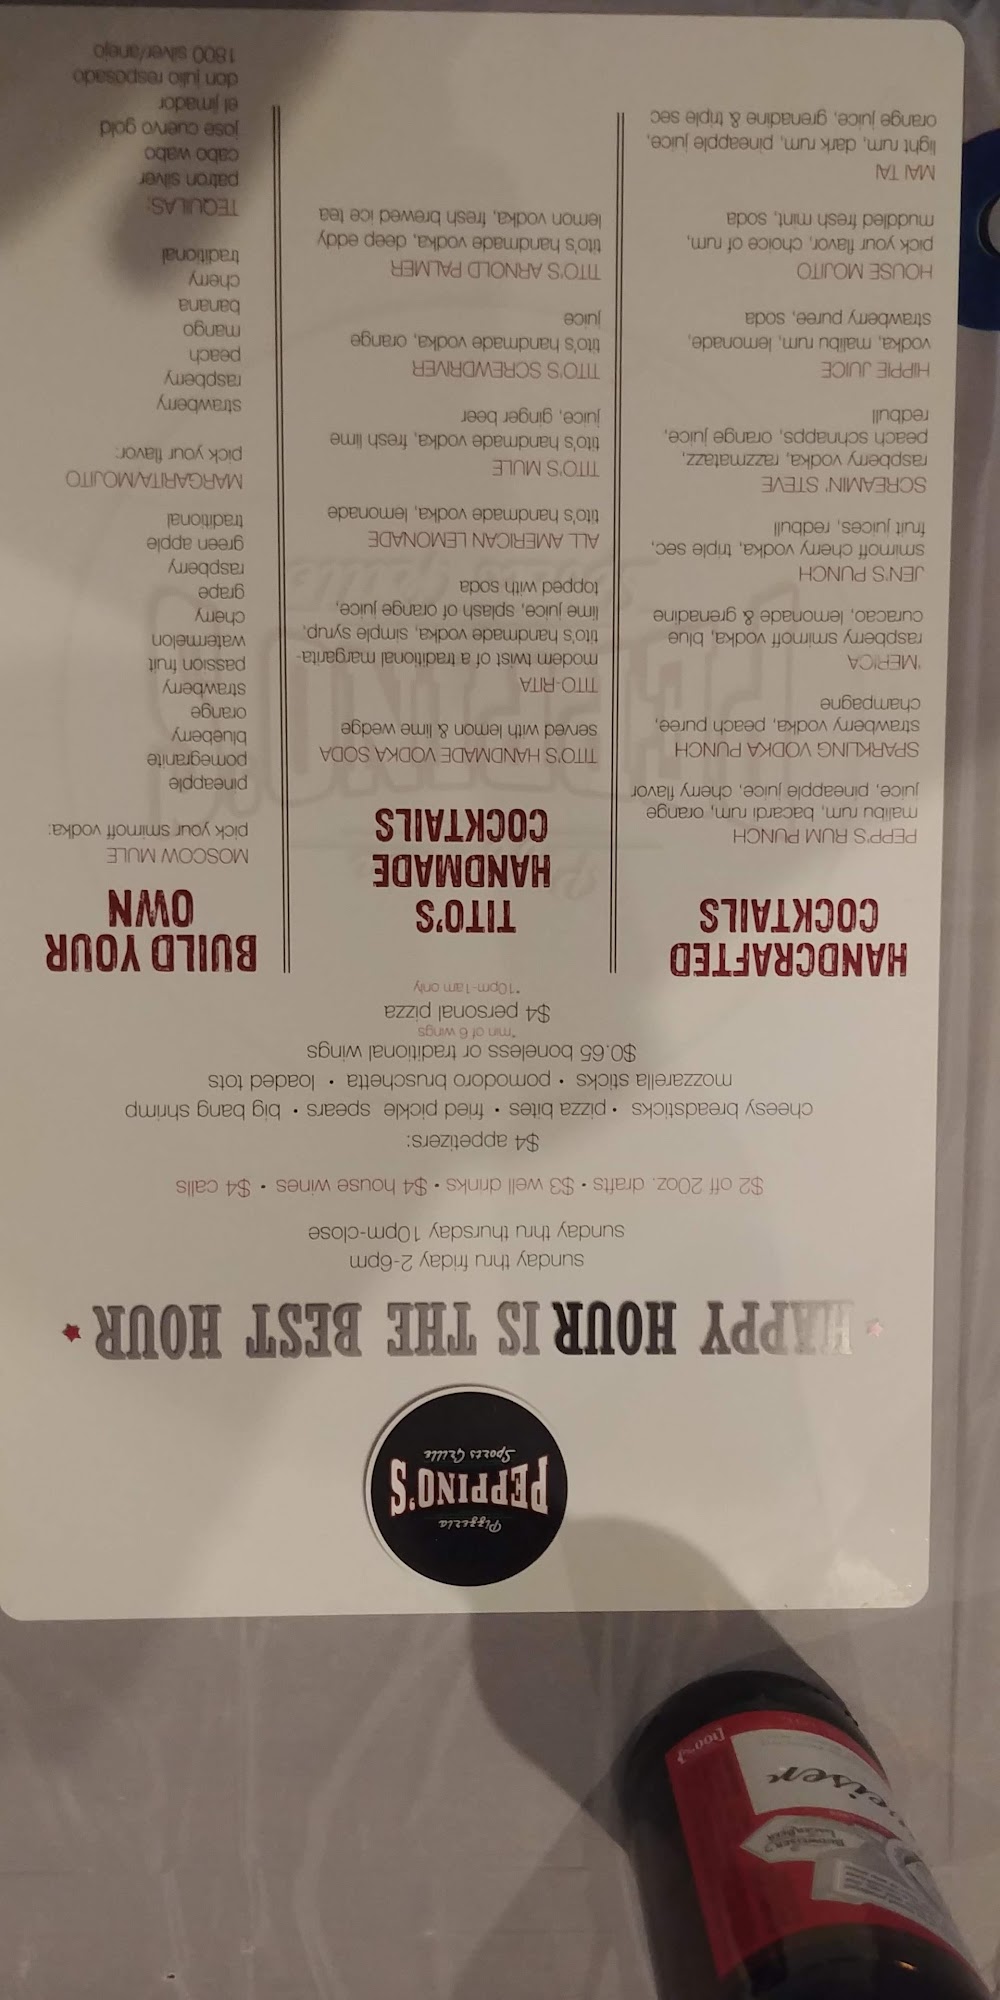 Pizzeria
PEPPINO'S
Sports Grille
HAPPY HOUR IS THE BEST HOUR
sunday thru friday 2-6pm
sunday thru thursday 10pm-close
$2 off 20oz. drafts • $3 well drinks • $4 house wines • $4 calls
$4 appetizers:
cheesy breadsticks • pizza bites • fried pickle spears • big bang shrimp
mozzarella sticks • pomodoro bruschetta • loaded tots
$0.65 boneless or traditional wings
*min of 6 wings
$4 personal pizza
*10pm-1am only
HANDCRAFTED
COCKTAILS
PEPP'S RUM PUNCH
malibu rum, bacardi rum, orange
juice, pineapple juice, cherry flavor
SPARKLING VODKA PUNCH
strawberry vodka, peach puree,
champagne
'MERICA
raspberry smirnoff vodka, blue
curacao, lemonade & grenadine
JEN'S PUNCH
smirnoff cherry vodka, triple sec,
fruit juices, redbull
SCREAMIN' STEVE
raspberry vodka, razzmatazz,
peach schnapps, orange juice,
redbull
HIPPIE JUICE
vodka, malibu rum, lemonade,
strawberry puree, soda
HOUSE MOJITO
pick your flavor, choice of rum,
muddled fresh mint, soda
MAI TAI
light rum, dark rum, pineapple juice,
orange juice, grenadine & triple sec
TITO'S
HANDMADE
COCKTAILS
TITO'S HANDMADE VODKA SODA
served with lemon & lime wedge
TITO-RITA
modern twist of a traditional margarita-
tito's handmade vodka, simple syrup,
lime juice, splash of orange juice,
topped with soda
ALL AMERICAN LEMONADE
tito's handmade vodka, lemonade
TITO'S MULE
tito's handmade vodka, fresh lime
juice, ginger beer
TITO'S SCREWDRIVER
tito's handmade vodka, orange
juice
TITO'S ARNOLD PALMER
tito's handmade vodka, deep eddy
lemon vodka, fresh brewed ice tea
BUILD YOUR
OWN
MOSCOW MULE
pick your smirnoff vodka:
pineapple
pomegranite
blueberry
orange
strawberry
passion fruit
watermelon
cherry
grape
raspberry
green apple
traditional
MARGARITA/MOJITO
pick your flavor:
strawberry
raspberry
peach
mango
banana
cherry
traditional
TEQUILAS:
patron silver
cabo wabo
jose cuervo gold
el jimador
don julio resposado
1800 silver/anejo